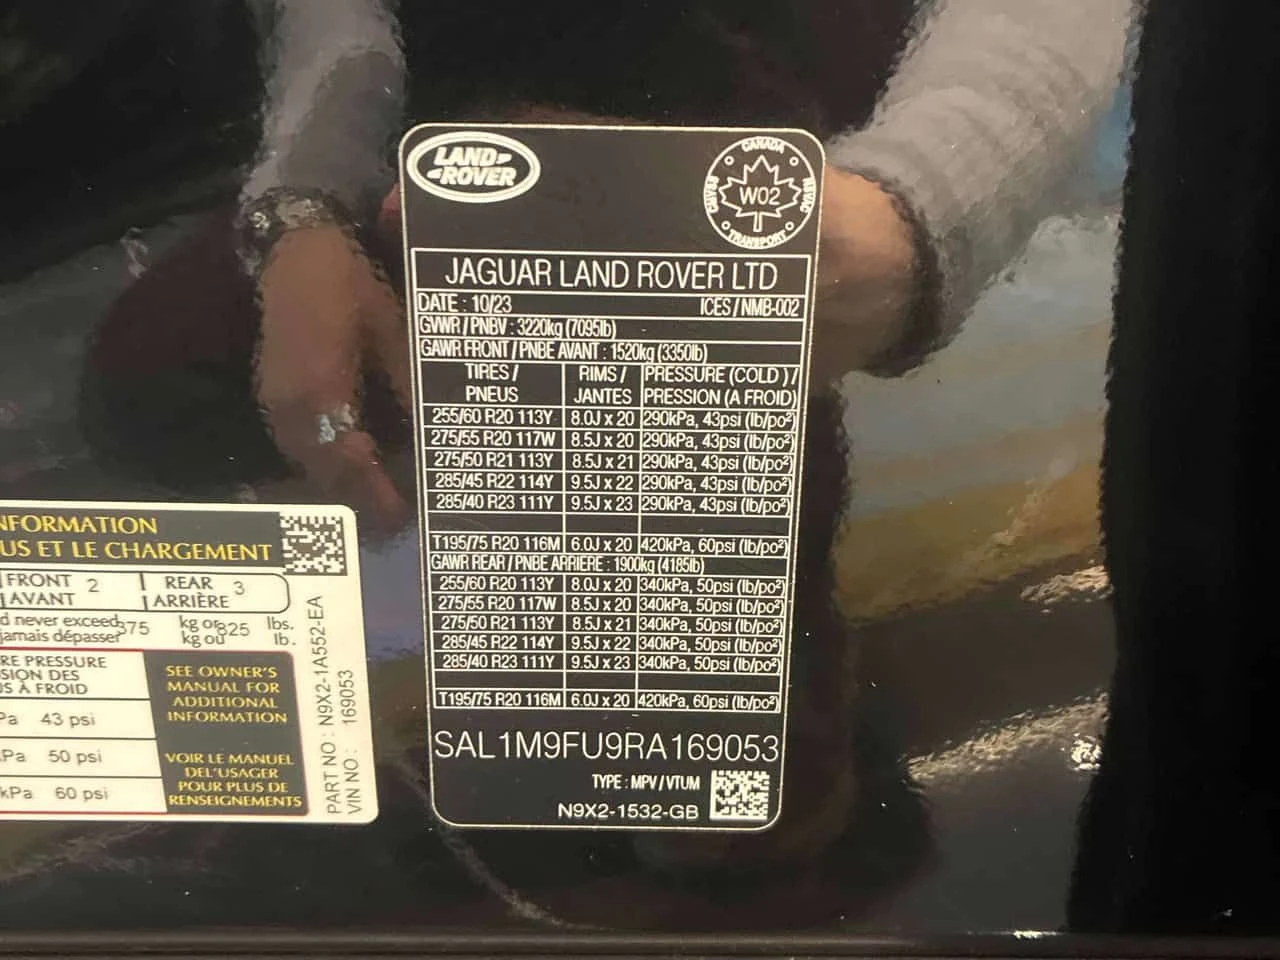 LAND
ROVER
CANADA
W02
TRANSPORT
JAGUAR LAND ROVER LTD
DATE : 10/23 ICES / NMB-002
GVWR / PNBV : 3220kg (7095lb)
GAWR FRONT / PNBE AVANT : 1520kg (3350lb)
TIRES / RIMS / PRESSURE (COLD ) /
PNEUS JANTES PRESSION (A FROID)
255/60 R20 113Y 8.0J x 20 290kPa, 43psi (lb/po²)
275/55 R20 117W 8.5J x 20 290kPa, 43psi (lb/po²)
275/50 R21 113Y 8.5J x 21 290kPa, 43psi (lb/po²)
285/45 R22 114Y 9.5J x 22 290kPa, 43psi (lb/po²)
285/40 R23 111Y 9.5J x 23 290kPa, 43psi (lb/po²)
T195/75 R20 116M 6.0J x 20 420kPa, 60psi (lb/po²)
GAWR REAR / PNBE ARRIERE : 1900kg (4185lb)
255/60 R20 113Y 8.0J x 20 340kPa, 50psi (lb/po²)
275/55 R20 117W 8.5J x 20 340kPa, 50psi (lb/po²)
275/50 R21 113Y 8.5J x 21 340kPa, 50psi (lb/po²)
285/45 R22 114Y 9.5J x 22 340kPa, 50psi (lb/po²)
285/40 R23 111Y 9.5J x 23 340kPa, 50psi (lb/po²)
T195/75 R20 116M 6.0J x 20 420kPa, 60psi (lb/po²)
SAL1M9FU9RA169053
TYPE : MPV / VTUM
N9X2-1532-GB
NFORMATION
US ET LE CHARGEMENT
FRONT 2 REAR 3
AVANT ARRIÈRE
d never exceed 375 kg or 825 lbs.
jamais dépasser kg ou lb.
RE PRESSURE
SION DES
US À FROID
Pa 43 psi
Pa 50 psi
kPa 60 psi
SEE OWNER'S
MANUAL FOR
ADDITIONAL
INFORMATION
VOIR LE MANUEL
DEL'USAGER
POUR PLUS DE
RENSEIGNEMENTS
PART NO : N9X2-1A552-EA
VIN NO : 169053